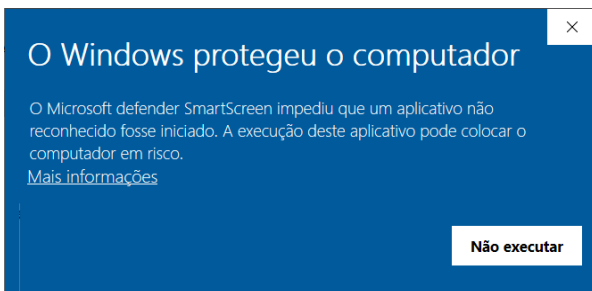 O Windows protegeu o computador
O Microsoft defender SmartScreen impediu que um aplicativo não
reconhecido fosse iniciado. A execução deste aplicativo pode colocar o
computador em risco.
Mais informações
Não executar